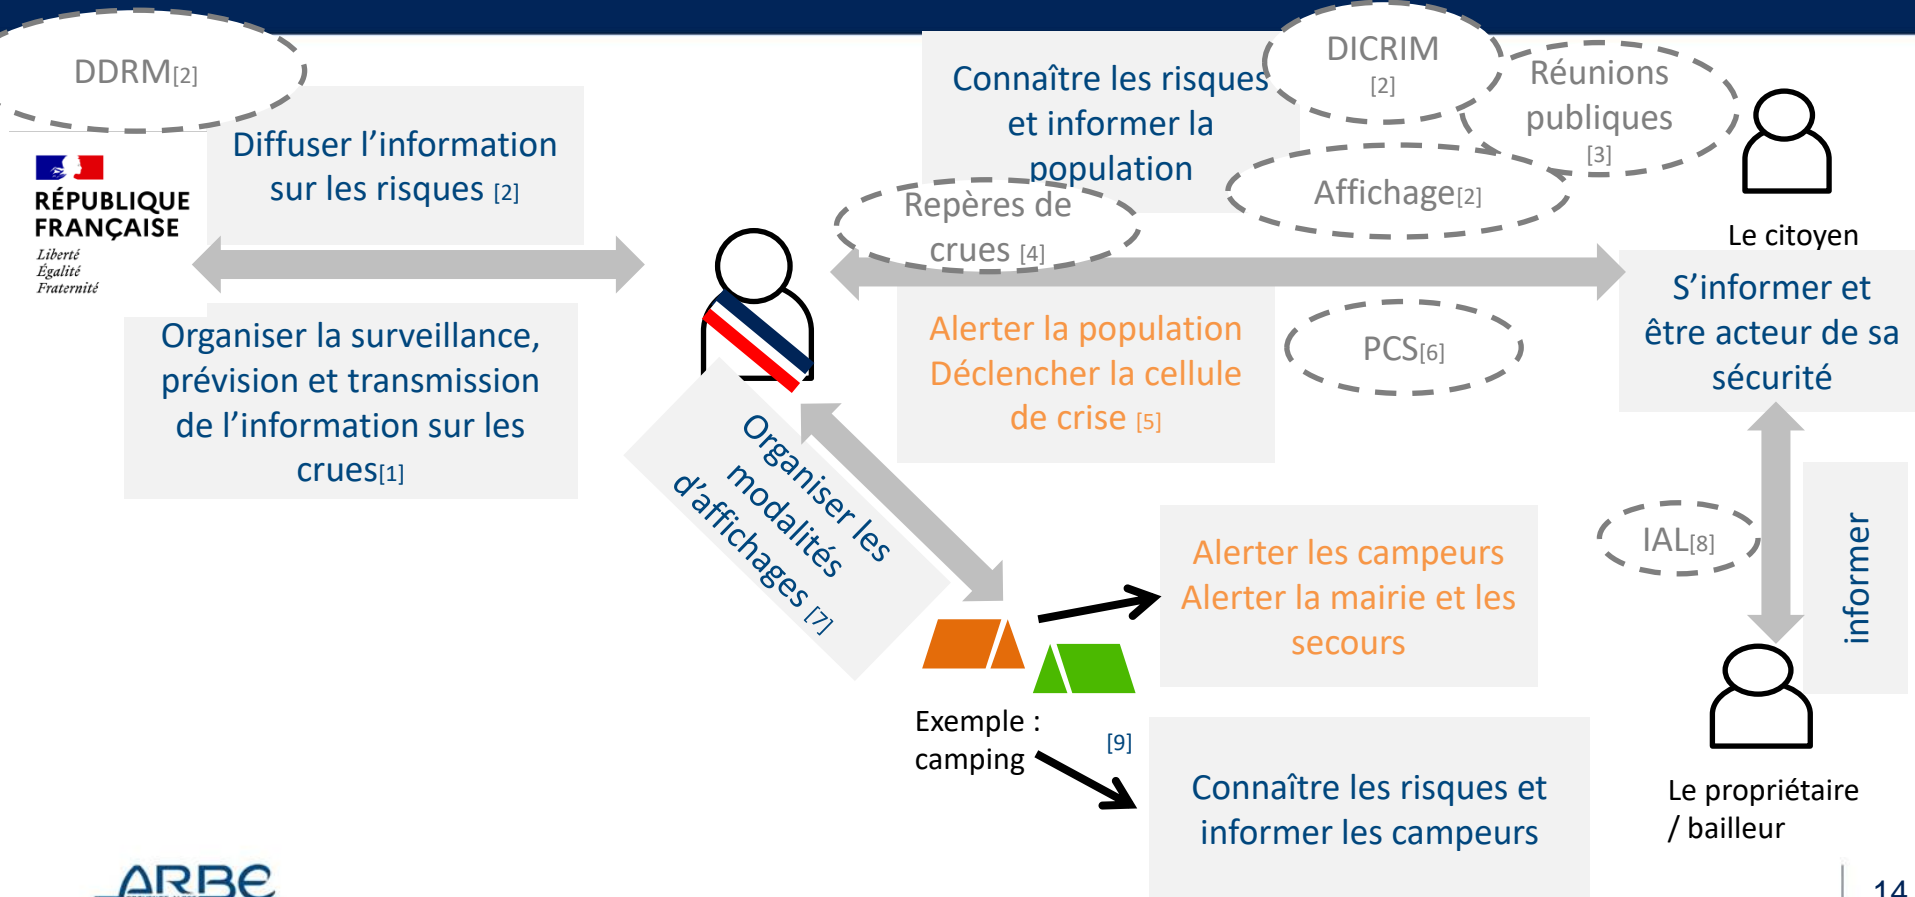 DDRM[2]
Diffuser l’information
sur les risques [2]
RÉPUBLIQUE
FRANÇAISE
Liberté
Égalité
Fraternité
Organiser la surveillance,
prévision et transmission
de l’information sur les
crues[1]
Connaître les risques
et informer la
population
DICRIM
[2]
Réunions
publiques
[3]
Affichage[2]
Repères de
crues [4]
Le citoyen
S’informer et
être acteur de sa
sécurité
Alerter la population
Déclencher la cellule
de crise [5]
PCS[6]
Organiser les
modalités
d’affichages [7]
Alerter les campeurs
Alerter la mairie et les
secours
IAL[8]
informer
Exemple :
camping
[9]
Connaître les risques et
informer les campeurs
Le propriétaire
/ bailleur
ARBE
14